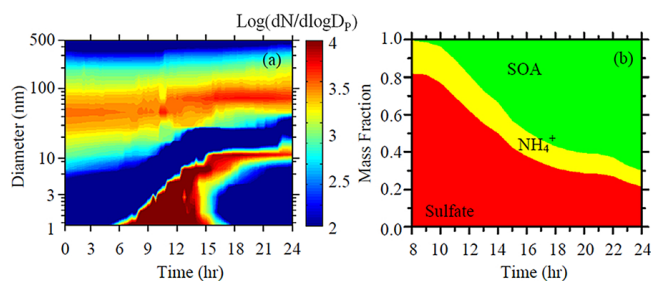 Log(dN/dlogDP)
(a)
Diameter (nm)
500
100
10
3
1
0 3 6 9 12 15 18 21 24
Time (hr)
4
3.5
3
2.5
2
(b)
SOA
NH4+
Sulfate
Mass Fraction
1.0
0.8
0.6
0.4
0.2
0.0
8 10 12 14 16 18 20 22 24
Time (hr)